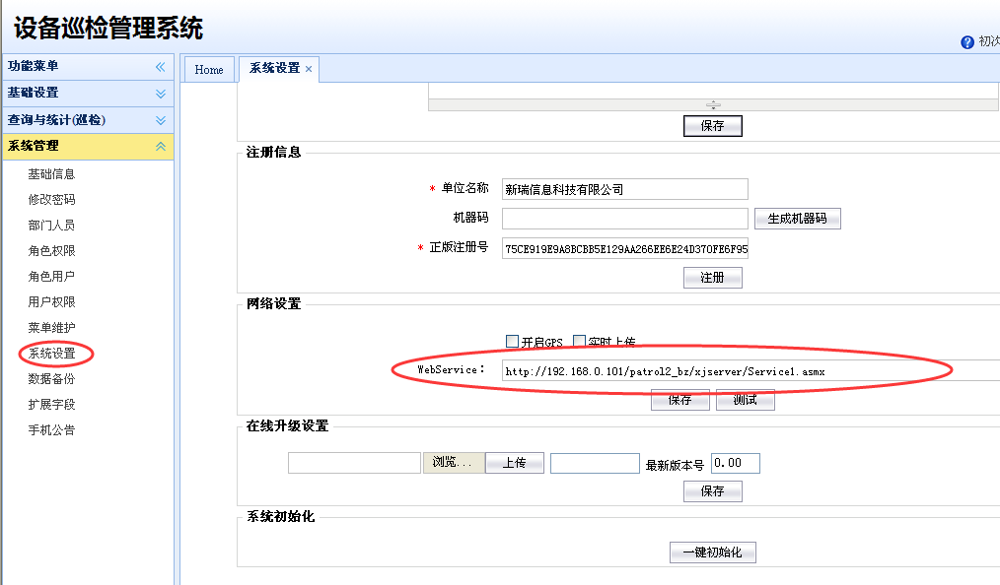 设备巡检管理系统
初次
功能菜单
基础设置
查询与统计(巡检)
系统管理
基础信息
修改密码
部门人员
角色权限
角色用户
用户权限
菜单维护
系统设置
数据备份
扩展字段
手机公告
Home 系统设置 ×
保存
注册信息
* 单位名称 新瑞信息科技有限公司
机器码 生成机器码
* 正版注册号 75CE919E9A8BCBB5E129AA266EE6E24D370FE6F95
注册
网络设置
开启GPS 实时上传
WebService： http://192.168.0.101/patrol2_bz/xjserver/Service1.asmx
保存 测试
在线升级设置
浏览... 上传 最新版本号 0.00
保存
系统初始化
一键初始化